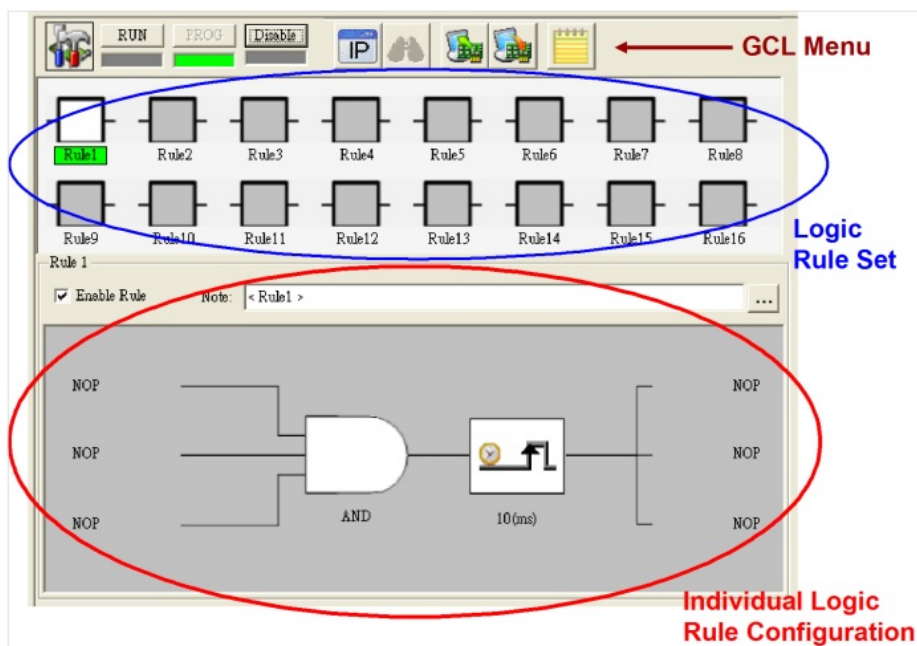 RUN PROG Disable
IP
GCL Menu
Rule1 Rule2 Rule3 Rule4 Rule5 Rule6 Rule7 Rule8
Rule9 Rule10 Rule11 Rule12 Rule13 Rule14 Rule15 Rule16
Logic
Rule Set
Rule 1
Enable Rule Note: < Rule1 > ...
NOP NOP
NOP NOP
AND 10(ms)
NOP NOP
Individual Logic
Rule Configuration